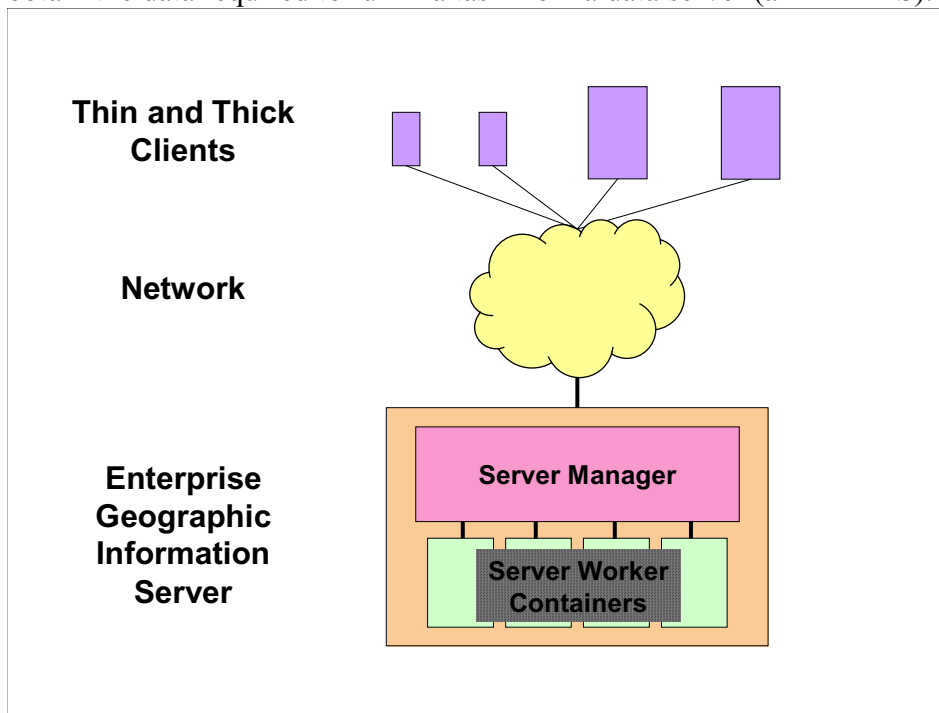 Thin and Thick
Clients
Network
Enterprise
Geographic
Information
Server
Server Manager
Server Worker
Containers